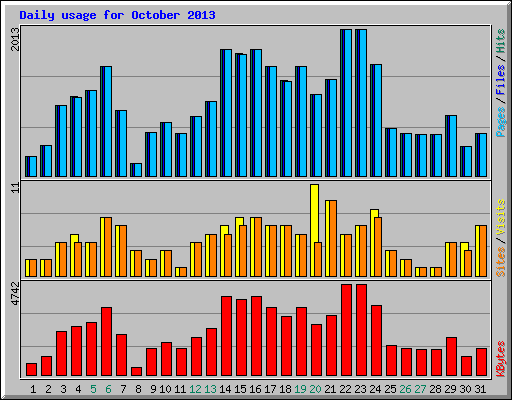 Daily usage for October 2013
2013
Pages / Files / Hits
11
Sites / Visits
4742
KBytes
1 2 3 4 5 6 7 8 9 10 11 12 13 14 15 16 17 18 19 20 21 22 23 24 25 26 27 28 29 30 31